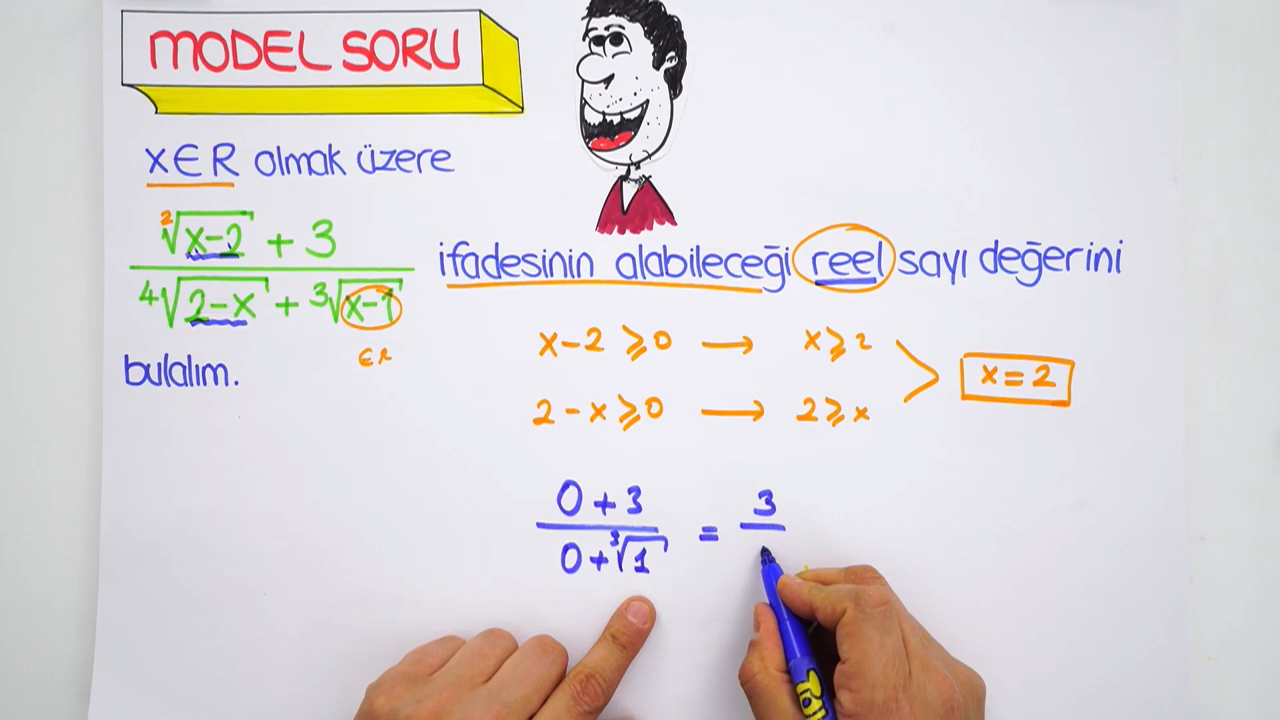 MODEL SORU
x∈R olmak üzere
²√(x-2) + 3
⁴√(2-x) + ³√(x-1)
∈R
ifadesinin alabileceği reel sayı değerini
bulalım.
x-2 ⩾ 0 → x ⩾ 2
2-x ⩾ 0 → 2 ⩾ x
x = 2
0 + 3 = 3
0 + ³√1